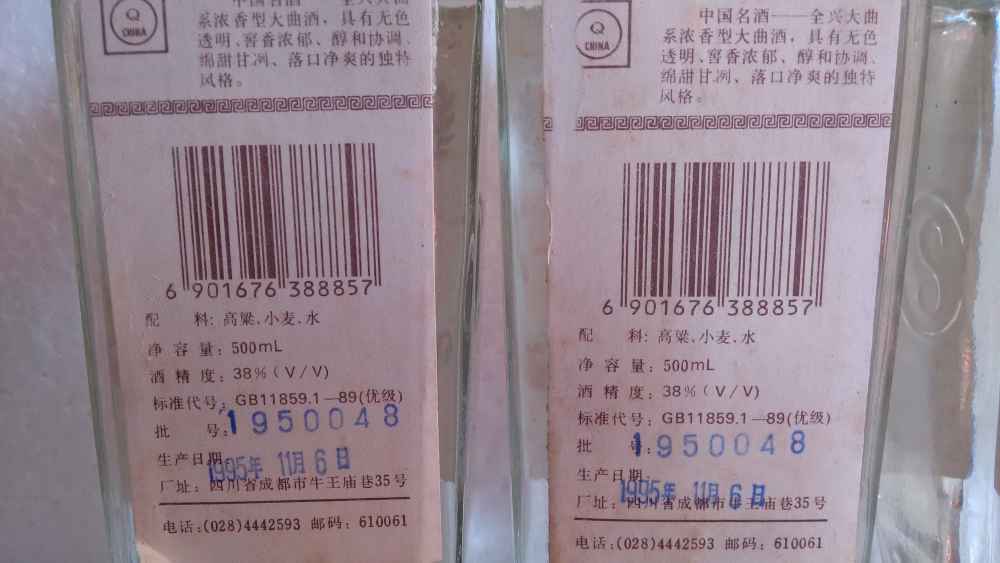 Q
CHINA
中国名酒——全兴大曲
系浓香型大曲酒，具有无色
透明、窖香浓郁、醇和协调、
绵甜甘冽、落口净爽的独特
风格。
6 901676 388857
配 料：高粱、小麦、水
净 容 量：500mL
酒 精 度：38%（V/V）
标准代号：GB11859.1—89(优级)
批 号：1950048
生产日期：1995年 11月 6日
厂址：四川省成都市牛王庙巷35号
电话：(028)4442593 邮码：610061
Q
CHINA
中国名酒——全兴大曲
系浓香型大曲酒，具有无色
透明、窖香浓郁、醇和协调、
绵甜甘冽、落口净爽的独特
风格。
6 901676 388857
配 料：高粱、小麦、水
净 容 量：500mL
酒 精 度：38%（V/V）
标准代号：GB11859.1—89(优级)
批 号：1950048
生产日期：1995年 11月 6日
厂址：四川省成都市牛王庙巷35号
电话：(028)4442593 邮码：610061